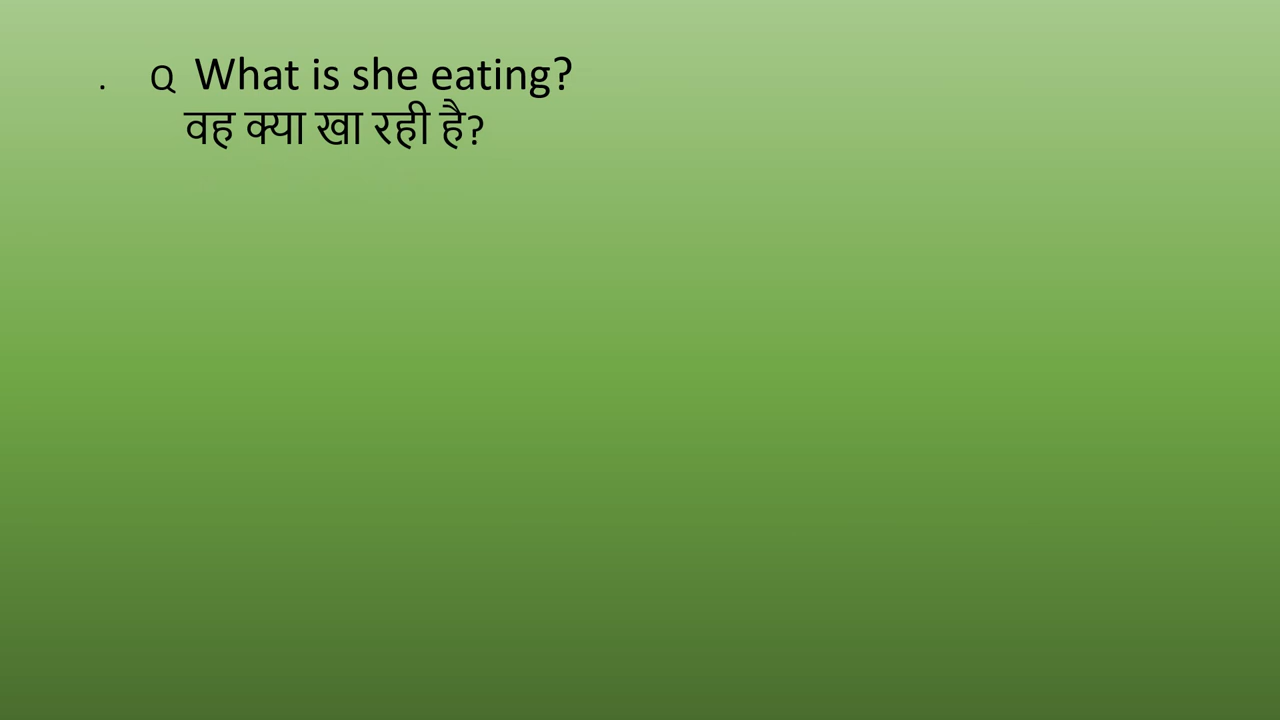 . Q What is she eating?
वह क्या खा रही है?